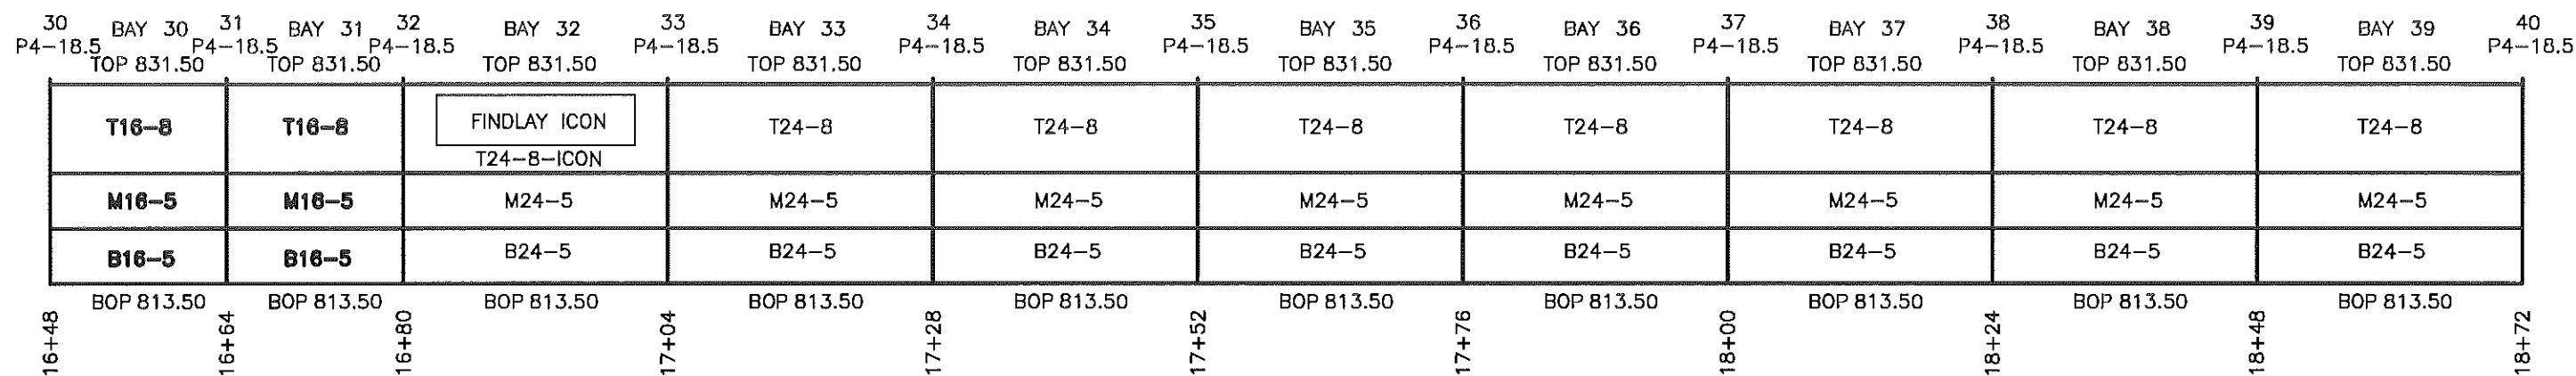 30 BAY 30 31 BAY 31 32 BAY 32 33 BAY 33 34 BAY 34 35 BAY 35 36 BAY 36 37 BAY 37 38 BAY 38 39 BAY 39 40
P4-18.5 P4-18.5 P4-18.5 P4-18.5 P4-18.5 P4-18.5 P4-18.5 P4-18.5 P4-18.5 P4-18.5 P4-18.5
TOP 831.50 TOP 831.50 TOP 831.50 TOP 831.50 TOP 831.50 TOP 831.50 TOP 831.50 TOP 831.50 TOP 831.50 TOP 831.50
T16-8 T16-8 FINDLAY ICON T24-8 T24-8 T24-8 T24-8 T24-8 T24-8 T24-8
T24-8-ICON
M16-5 M16-5 M24-5 M24-5 M24-5 M24-5 M24-5 M24-5 M24-5 M24-5
B16-5 B16-5 B24-5 B24-5 B24-5 B24-5 B24-5 B24-5 B24-5 B24-5
BOP 813.50 BOP 813.50 BOP 813.50 BOP 813.50 BOP 813.50 BOP 813.50 BOP 813.50 BOP 813.50 BOP 813.50 BOP 813.50
16+48 16+64 16+80 17+04 17+28 17+52 17+76 18+00 18+24 18+48 18+72